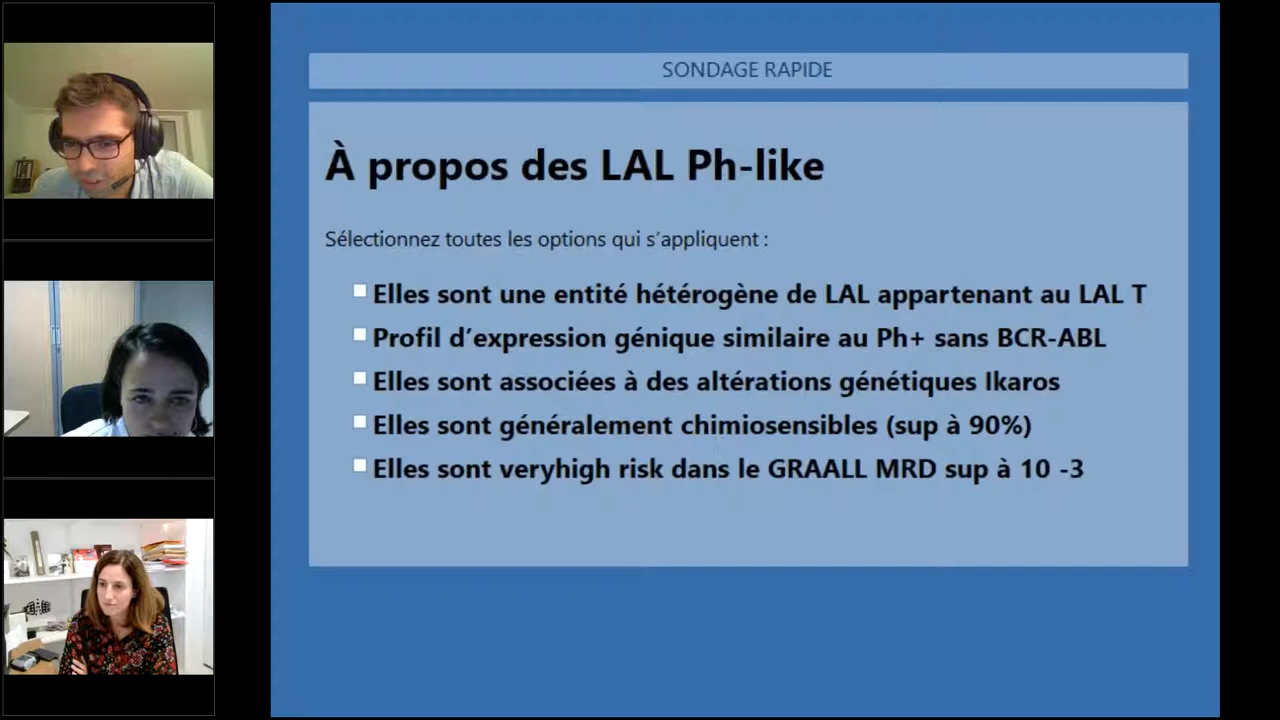 SONDAGE RAPIDE
À propos des LAL Ph-like
Sélectionnez toutes les options qui s'appliquent :
Elles sont une entité hétérogène de LAL appartenant au LAL T
Profil d’expression génique similaire au Ph+ sans BCR-ABL
Elles sont associées à des altérations génétiques Ikaros
Elles sont généralement chimiosensibles (sup à 90%)
Elles sont veryhigh risk dans le GRAALL MRD sup à 10 -3